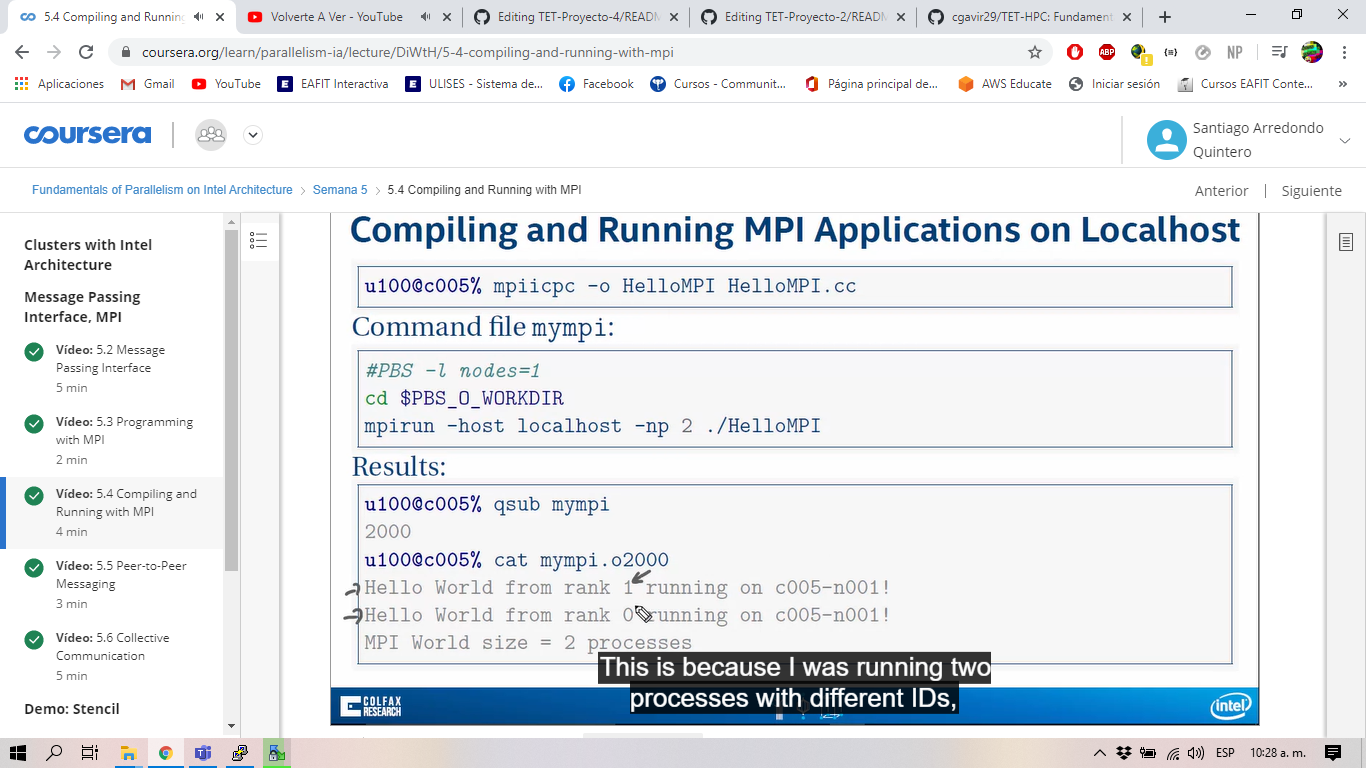 5.4 Compiling and Running
Volverte A Ver - YouTube
Editing TET-Proyecto-4/READM
Editing TET-Proyecto-2/READM
cgavir29/TET-HPC: Fundament
coursera.org/learn/parallelism-ia/lecture/DiWtH/5-4-compiling-and-running-with-mpi
ABP
NP
Aplicaciones
Gmail
YouTube
EAFIT Interactiva
ULISES - Sistema de...
Facebook
Cursos - Communit...
Página principal de...
AWS Educate
Iniciar sesión
Cursos EAFIT Conte...
»
coursera
Santiago Arredondo
Quintero
Fundamentals of Parallelism on Intel Architecture > Semana 5 > 5.4 Compiling and Running with MPI
Anterior | Siguiente
Clusters with Intel
Architecture
Message Passing
Interface, MPI
Vídeo: 5.2 Message
Passing Interface
5 min
Vídeo: 5.3 Programming
with MPI
2 min
Vídeo: 5.4 Compiling and
Running with MPI
4 min
Vídeo: 5.5 Peer-to-Peer
Messaging
3 min
Vídeo: 5.6 Collective
Communication
5 min
Demo: Stencil
Compiling and Running MPI Applications on Localhost
u100@c005% mpiicpc -o HelloMPI HelloMPI.cc
Command file mympi:
#PBS -l nodes=1
cd $PBS_O_WORKDIR
mpirun -host localhost -np 2 ./HelloMPI
Results:
u100@c005% qsub mympi
2000
u100@c005% cat mympi.o2000
Hello World from rank 1 running on c005-n001!
Hello World from rank 0 running on c005-n001!
MPI World size = 2 processes
This is because I was running two
processes with different IDs,
COLFAX
RESEARCH
intel
ESP
10:28 a. m.